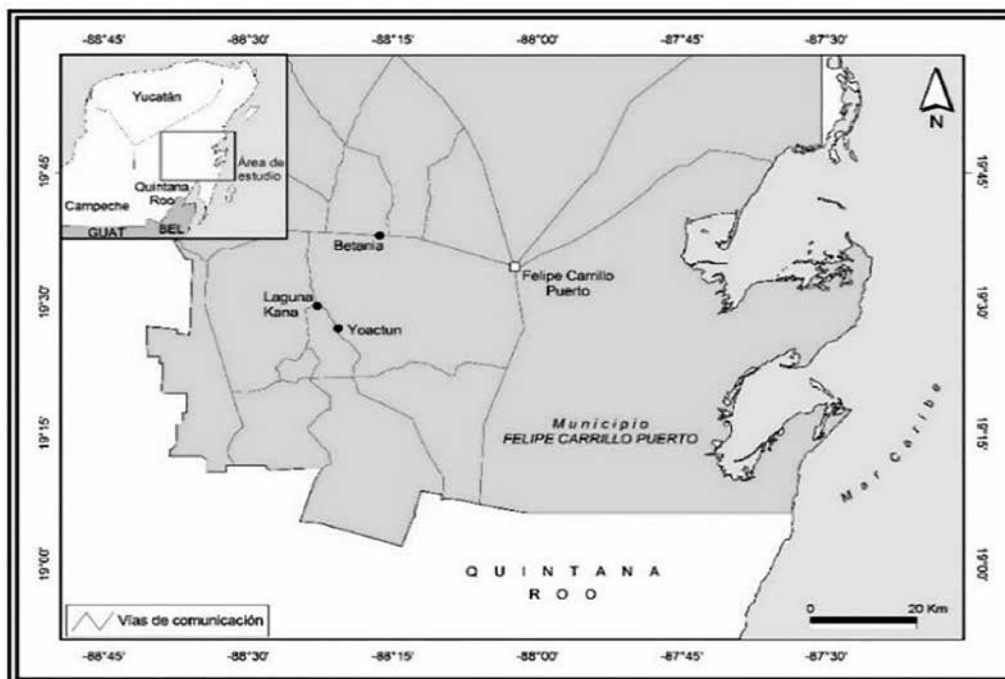 -88°45'
-88°30'
-88°15'
-88°00'
-87°45'
-87°30'
Yucatán
Área de
estudio
Quintana
Roo
Campeche
GUAT
BEL
N
19°45'
19°45'
Betania
Felipe Carrillo
Puerto
Laguna
Kana
Yoactun
19°30'
19°30'
Municipio
FELIPE CARRILLO PUERTO
19°15'
19°15'
Mar Caribe
19°00'
19°00'
QUINTANA
ROO
Vías de comunicación
0
20 Km
-88°45'
-88°30'
-88°15'
-88°00'
-87°45'
-87°30'